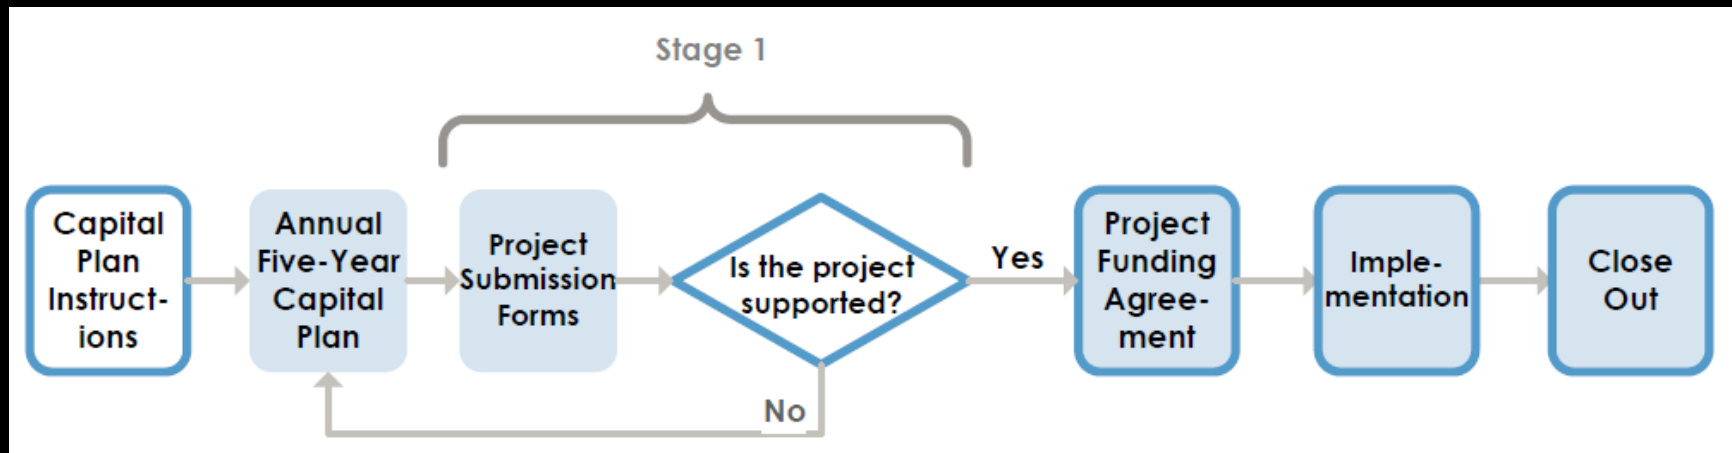 Stage 1
Capital
Plan
Instruct-
ions
Annual
Five-Year
Capital
Plan
Project
Submission
Forms
Is the project
supported?
Yes
No
Project
Funding
Agree-
ment
Imple-
mentation
Close
Out